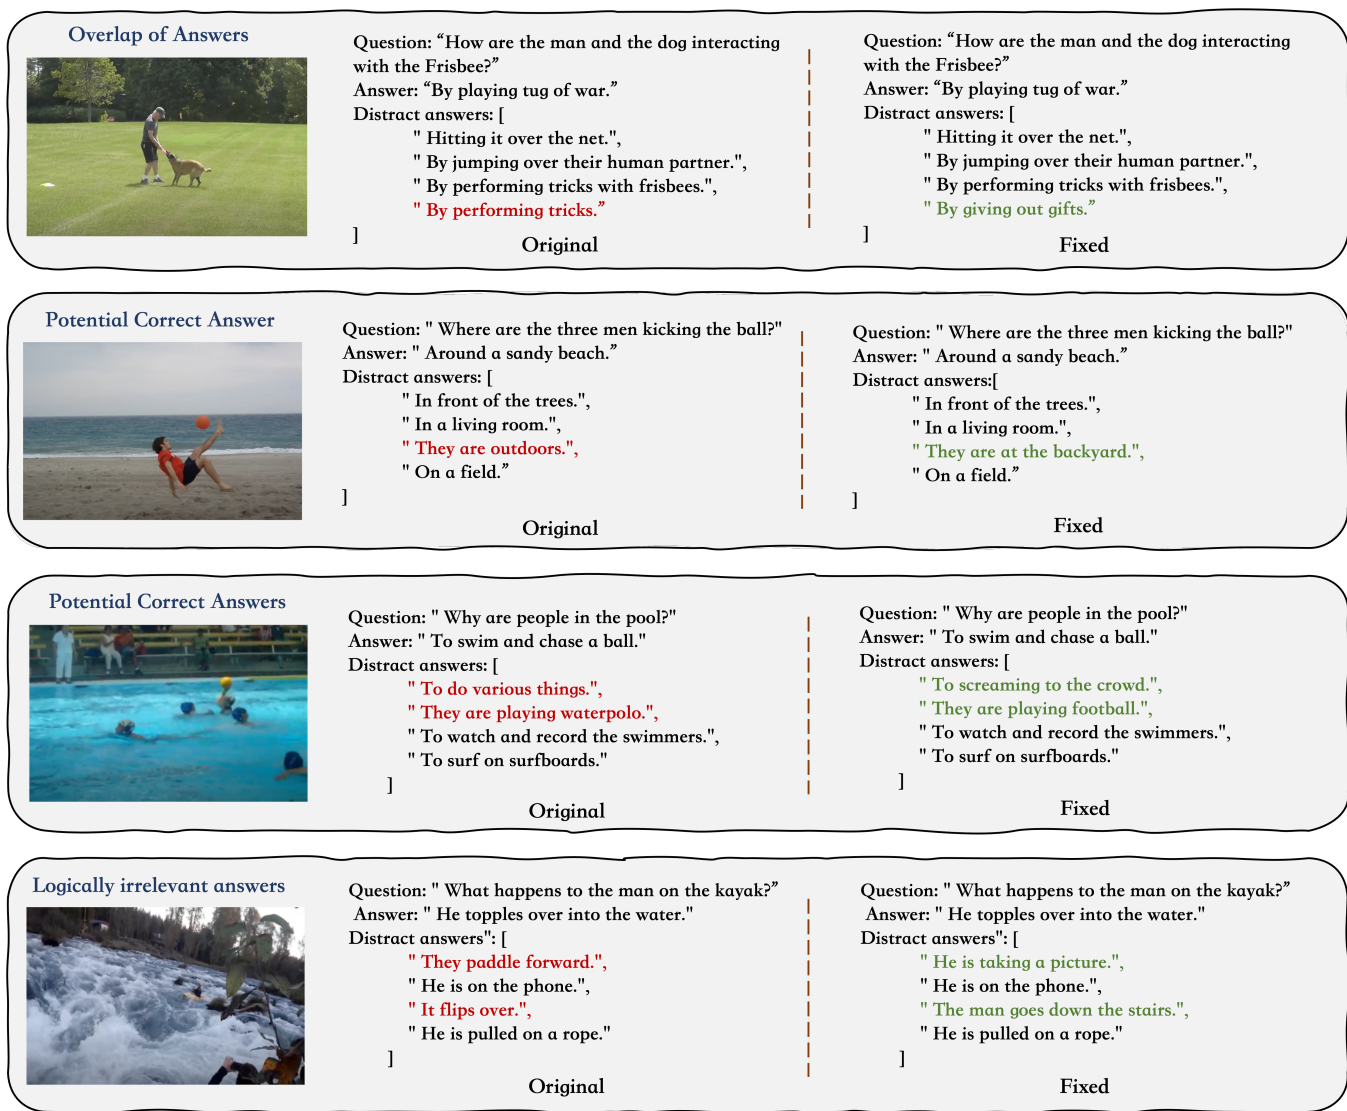 Overlap of Answers
Question: “How are the man and the dog interacting
with the Frisbee?”
Answer: “By playing tug of war.”
Distract answers: [
" Hitting it over the net.",
" By jumping over their human partner.",
" By performing tricks with frisbees.",
" By performing tricks.”
]
Original
Question: “How are the man and the dog interacting
with the Frisbee?”
Answer: “By playing tug of war.”
Distract answers: [
" Hitting it over the net.",
" By jumping over their human partner.",
" By performing tricks with frisbees.",
" By giving out gifts.”
]
Fixed
Potential Correct Answer
Question: " Where are the three men kicking the ball?"
Answer: " Around a sandy beach.”
Distract answers: [
" In front of the trees.",
" In a living room.",
" They are outdoors.",
" On a field.”
]
Original
Question: " Where are the three men kicking the ball?"
Answer: " Around a sandy beach.”
Distract answers:[
" In front of the trees.",
" In a living room.",
" They are at the backyard.",
" On a field.”
]
Fixed
Potential Correct Answers
Question: " Why are people in the pool?"
Answer: " To swim and chase a ball."
Distract answers: [
" To do various things.",
" They are playing waterpolo.",
" To watch and record the swimmers.",
" To surf on surfboards."
]
Original
Question: " Why are people in the pool?"
Answer: " To swim and chase a ball."
Distract answers: [
" To screaming to the crowd.",
" They are playing football.",
" To watch and record the swimmers.",
" To surf on surfboards."
]
Fixed
Logically irrelevant answers
Question: " What happens to the man on the kayak?”
Answer: " He topples over into the water."
Distract answers": [
" They paddle forward.",
" He is on the phone.",
" It flips over.",
" He is pulled on a rope."
]
Original
Question: " What happens to the man on the kayak?”
Answer: " He topples over into the water."
Distract answers": [
" He is taking a picture.",
" He is on the phone.",
" The man goes down the stairs.",
" He is pulled on a rope."
]
Fixed